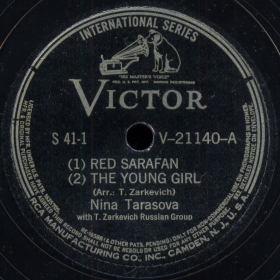 INTERNATIONAL SERIES
"HIS MASTER'S VOICE"
VICTOR
S 41-1
V-21140-A
(1) RED SARAFAN
(2) THE YOUNG GIRL
(Arr.: T. Zarkevich)
Nina Tarasova
with T. Zarkevich Russian Group
RCA MANUFACTURING CO., INC., CAMDEN, N. J., U. S. A.